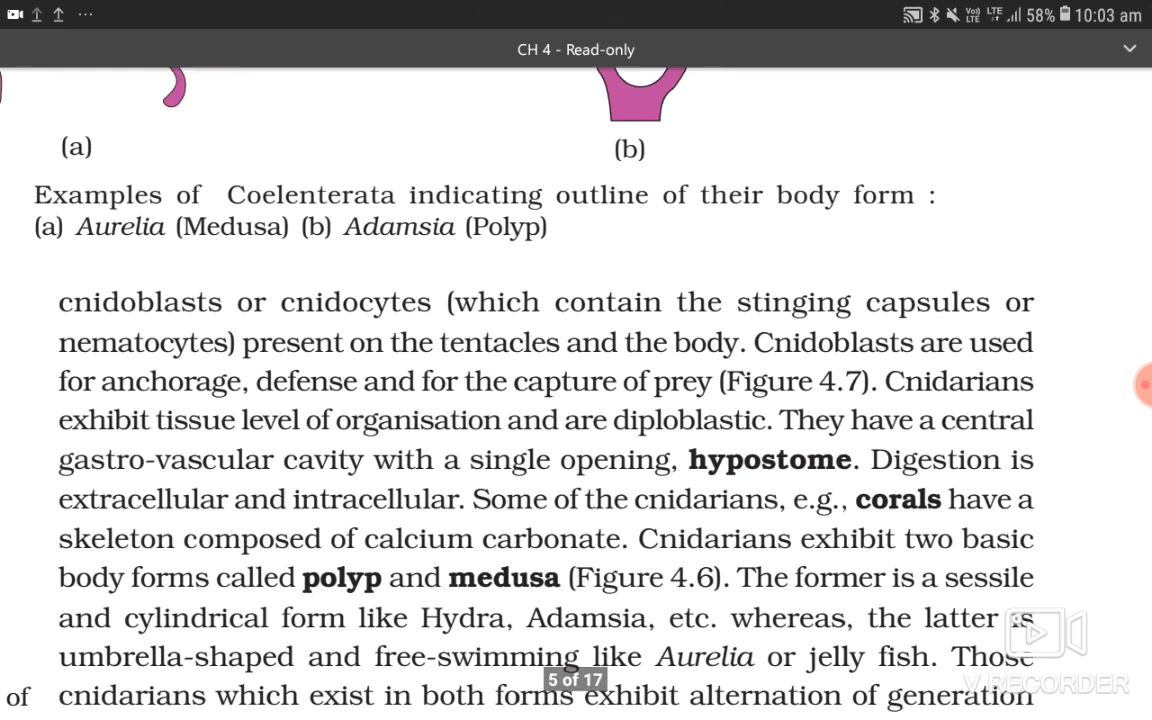 ... 58% 10:03 am
CH 4 - Read-only
(a) (b)
Examples of Coelenterata indicating outline of their body form :
(a) Aurelia (Medusa) (b) Adamsia (Polyp)
cnidoblasts or cnidocytes (which contain the stinging capsules or
nematocytes) present on the tentacles and the body. Cnidoblasts are used
for anchorage, defense and for the capture of prey (Figure 4.7). Cnidarians
exhibit tissue level of organisation and are diploblastic. They have a central
gastro-vascular cavity with a single opening, hypostome. Digestion is
extracellular and intracellular. Some of the cnidarians, e.g., corals have a
skeleton composed of calcium carbonate. Cnidarians exhibit two basic
body forms called polyp and medusa (Figure 4.6). The former is a sessile
and cylindrical form like Hydra, Adamsia, etc. whereas, the latter is
umbrella-shaped and free-swimming like Aurelia or jelly fish. Those
5 of 17
V RECORDER
of cnidarians which exist in both forms exhibit alternation of generation